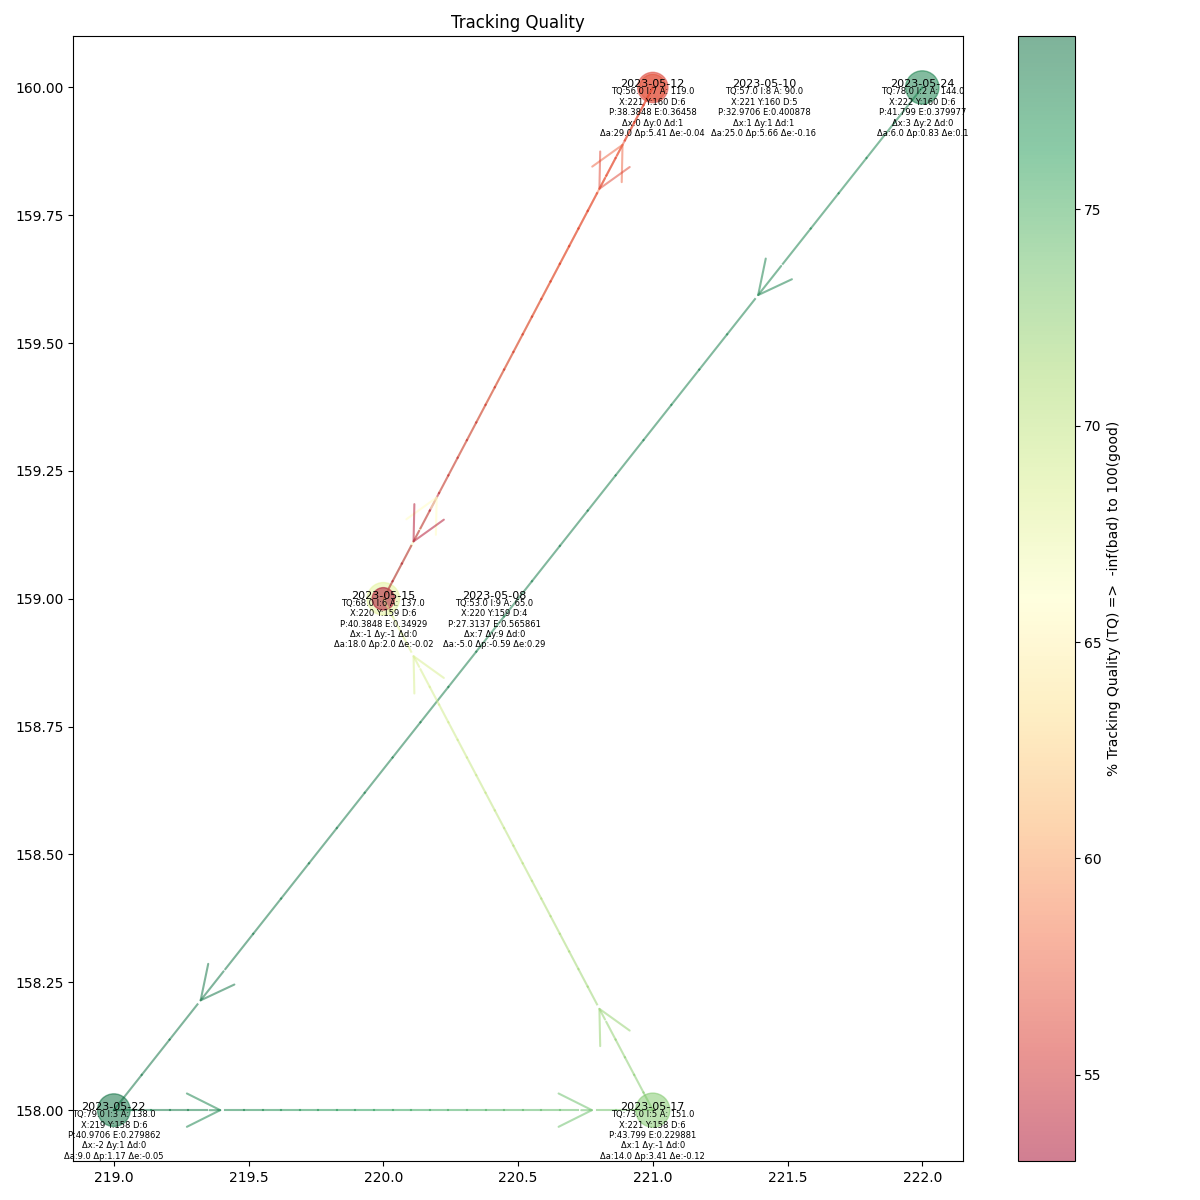 Tracking Quality
160.00
159.75
159.50
159.25
159.00
158.75
158.50
158.25
158.00
2023-05-12
TQ:56.0 I:7 A: 119.0
X:221 Y:160 D:6
P:38.3848 E:0.36458
Δx:0 Δy:0 Δd:1
Δa:29.0 Δp:5.41 Δe:-0.04
2023-05-10
TQ:57.0 I:8 A: 90.0
X:221 Y:160 D:5
P:32.9706 E:0.400878
Δx:1 Δy:1 Δd:1
Δa:25.0 Δp:5.66 Δe:-0.16
2023-05-24
TQ:78.0 I:2 A: 144.0
X:222 Y:160 D:6
P:41.799 E:0.379977
Δx:3 Δy:2 Δd:0
Δa:6.0 Δp:0.83 Δe:0.1
2023-05-15
TQ:68.0 I:6 A: 137.0
X:220 Y:159 D:6
P:40.3848 E:0.34929
Δx:-1 Δy:-1 Δd:0
Δa:18.0 Δp:2.0 Δe:-0.02
2023-05-08
TQ:53.0 I:9 A: 65.0
X:220 Y:159 D:4
P:27.3137 E:0.565861
Δx:7 Δy:9 Δd:0
Δa:-5.0 Δp:-0.59 Δe:0.29
2023-05-22
TQ:79.0 I:3 A: 138.0
X:219 Y:158 D:6
P:40.9706 E:0.279862
Δx:-2 Δy:1 Δd:0
Δa:9.0 Δp:1.17 Δe:-0.05
2023-05-17
TQ:73.0 I:5 A: 151.0
X:221 Y:158 D:6
P:43.799 E:0.229881
Δx:1 Δy:-1 Δd:0
Δa:14.0 Δp:3.41 Δe:-0.12
219.0
219.5
220.0
220.5
221.0
221.5
222.0
75
70
65
60
55
% Tracking Quality (TQ) => -inf(bad) to 100(good)